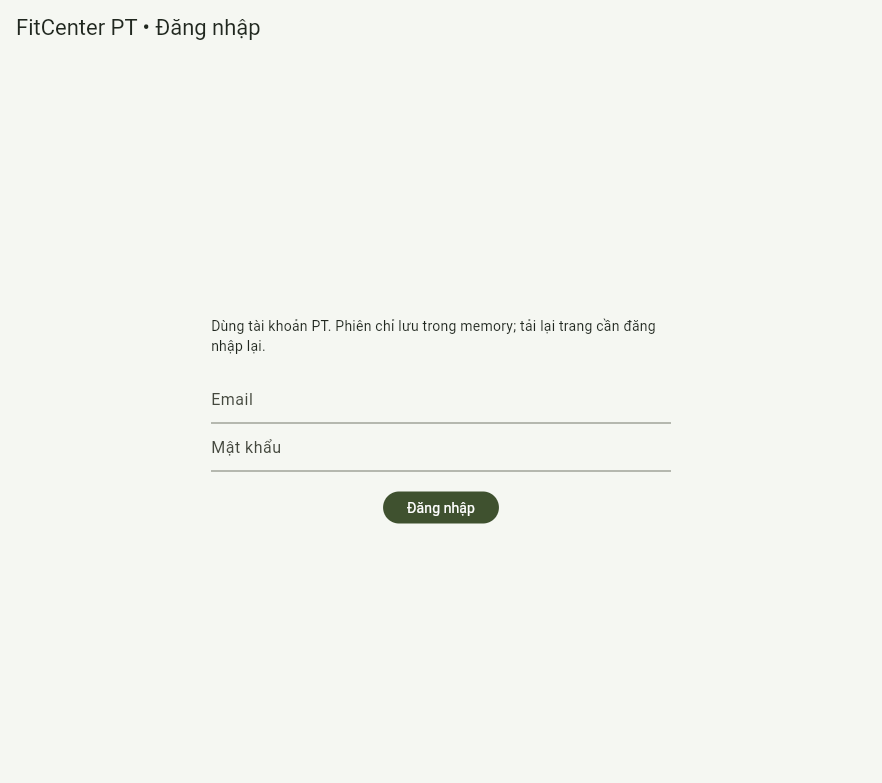 FitCenter PT • Đăng nhập
Dùng tài khoản PT. Phiên chỉ lưu trong memory; tải lại trang cần đăng
nhập lại.
Email
Mật khẩu
Đăng nhập